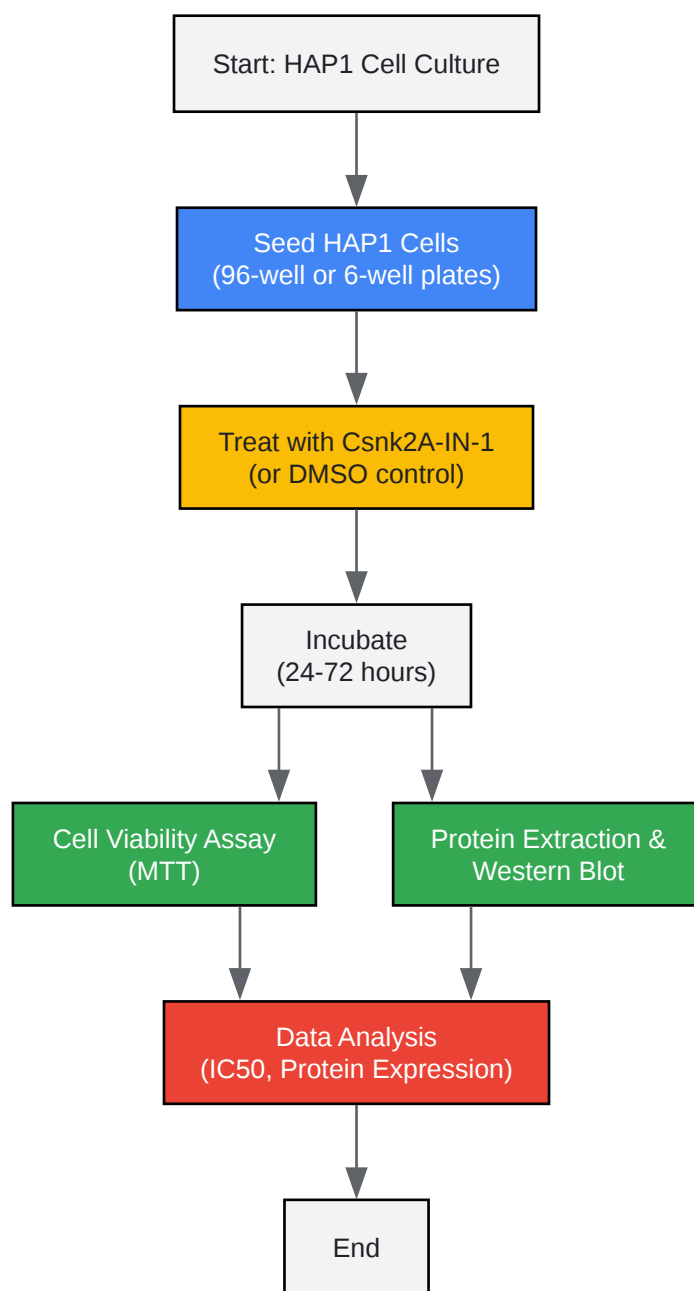 Start: HAP1 Cell Culture
Seed HAP1 Cells
(96-well or 6-well plates)
Treat with Csnk2A-IN-1
(or DMSO control)
Incubate
(24-72 hours)
Cell Viability Assay
(MTT)
Protein Extraction &
Western Blot
Data Analysis
(IC50, Protein Expression)
End